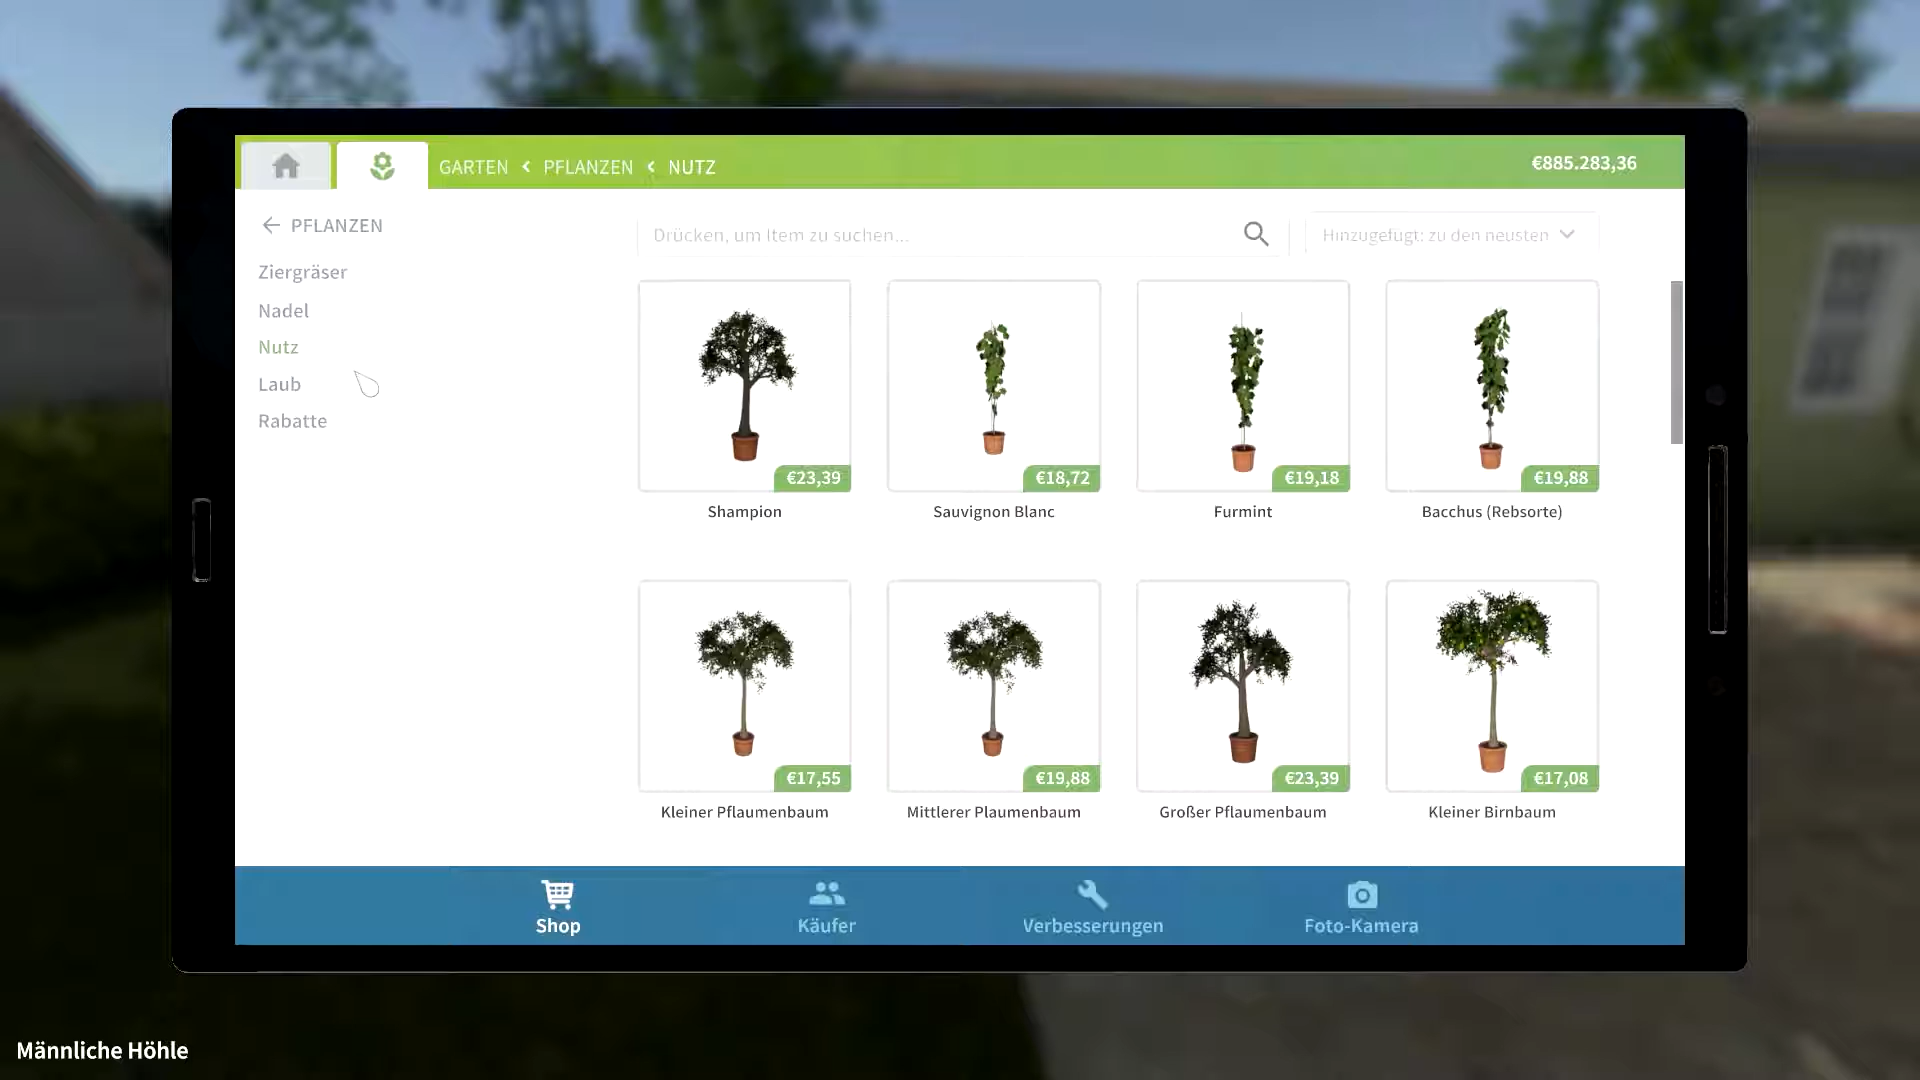 GARTEN < PFLANZEN < NUTZ
€885.283,36
PFLANZEN
Drücken, um Item zu suchen...
Hinzugefügt: zu den neusten
Ziergräser
Nadel
Nutz
Laub
Rabatte
€23,39
€18,72
€19,18
€19,88
Shampion
Sauvignon Blanc
Furmint
Bacchus (Rebsorte)
€17,55
€19,88
€23,39
€17,08
Kleiner Pflaumenbaum
Mittlerer Plaumenbaum
Großer Pflaumenbaum
Kleiner Birnbaum
Shop
Käufer
Verbesserungen
Foto-Kamera
Männliche Höhle